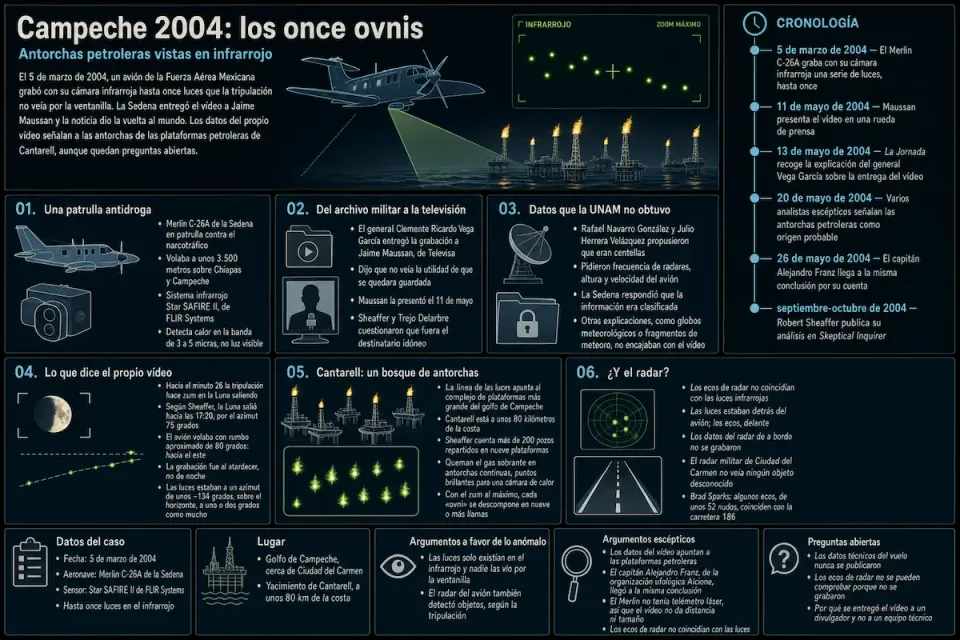 Campeche 2004: los once ovnis
Antorchas petroleras vistas en infrarrojo
El 5 de marzo de 2004, un avión de la Fuerza Aérea Mexicana
grabó con su cámara infrarroja hasta once luces que la tripulación
no veía por la ventanilla. La Sedena entregó el vídeo a Jaime
Maussan y la noticia dio la vuelta al mundo. Los datos del propio
vídeo señalan a las antorchas de las plataformas petroleras de
Cantarell, aunque quedan preguntas abiertas.
INFRARROJO
ZOOM MÁXIMO
CRONOLOGÍA
5 de marzo de 2004 — El Merlin
C-26A graba con su cámara
infrarroja una serie de luces,
hasta once
11 de mayo de 2004 — Maussan
presenta el vídeo en una rueda
de prensa
13 de mayo de 2004 — La Jornada
recoge la explicación del general
Vega García sobre la entrega del vídeo
20 de mayo de 2004 — Varios
analistas escépticos señalan las
antorchas petroleras como
origen probable
26 de mayo de 2004 — El capitán
Alejandro Franz llega a la misma
conclusión por su cuenta
septiembre-octubre de 2004 —
Robert Sheaffer publica su
análisis en Skeptical Inquirer
01. Una patrulla antidroga
• Merlin C-26A de la Sedena
en patrulla contra el
narcotráfico
• Volaba a unos 3.500
metros sobre Chiapas
y Campeche
• Sistema infrarrojo
Star SAFIRE II, de
FLIR Systems
• Detecta calor en la banda
de 3 a 5 micras, no luz visible
02. Del archivo militar a la televisión
• El general Clemente Ricardo Vega
García entregó la grabación a
Jaime Maussan, de Televisa
• Dijo que no veía la utilidad de que
se quedara guardada
• Maussan la presentó el 11 de mayo
• Sheaffer y Trejo Delarbre
cuestionaron que fuera el
destinatario idóneo
03. Datos que la UNAM no obtuvo
• Rafael Navarro González y Julio
Herrera Velázquez propusieron
que eran centellas
• Pidieron frecuencia de radares,
altura y velocidad del avión
• La Sedena respondió que la
información era clasificada
• Otras explicaciones, como globos
meteorológicos o fragmentos de
meteoro, no encajaban con el vídeo
04. Lo que dice el propio vídeo
• Hacia el minuto 26 la tripulación
hace zum en la Luna saliendo
• Según Sheaffer, la Luna salió
hacia las 17:20, por el azimut
75 grados
• El avión volaba con rumbo
aproximado de 80 grados:
hacia el este
• La grabación fue al atardecer,
no de noche
• Las luces estaban a un azimut
de unos −134 grados, sobre el
horizonte, a uno o dos grados
como mucho
05. Cantarell: un bosque de antorchas
• La línea de las luces apunta al
complejo de plataformas más
grande del golfo de Campeche
• Cantarell está a unos 80 kilómetros
de la costa
• Sheaffer cuenta más de 200 pozos
repartidos en nueve plataformas
• Queman el gas sobrante en
antorchas continuas, puntos
brillantes para una cámara de calor
• Con el zum al máximo, cada
«ovni» se descompone en nueve
o más llamas
06. ¿Y el radar?
• Los ecos de radar no coincidían
con las luces infrarrojas
• Las luces estaban detrás del
avión; los ecos, delante
• Los datos del radar de a bordo
no se grabaron
• El radar militar de Ciudad del
Carmen no veía ningún objeto
desconocido
• Brad Sparks: algunos ecos, de
unos 52 nudos, coinciden con la
carretera 186
Datos del caso
• Fecha: 5 de marzo de 2004
• Aeronave: Merlin C-26A de la Sedena
• Sensor: Star SAFIRE II de FLIR Systems
• Hasta once luces en el infrarrojo
Lugar
• Golfo de Campeche,
cerca de Ciudad del Carmen
• Yacimiento de Cantarell, a
unos 80 km de la costa
Argumentos a favor de lo anómalo
• Las luces solo existían en el
infrarrojo y nadie las vio por
la ventanilla
• El radar del avión también
detectó objetos, según la
tripulación
Argumentos escépticos
• Los datos del vídeo apuntan a
las plataformas petroleras
• El capitán Alejandro Franz, de la
organización ufológica Alcione,
llegó a la misma conclusión
• El Merlin no tenía telémetro láser,
así que el vídeo no da distancia
ni tamaño
• Los ecos de radar no coincidían con las luces
Preguntas abiertas
• Los datos técnicos del vuelo
nunca se publicaron
• Los ecos de radar no se pueden
comprobar porque no se
grabaron
• Por qué se entregó el vídeo a un
divulgador y no a un equipo técnico